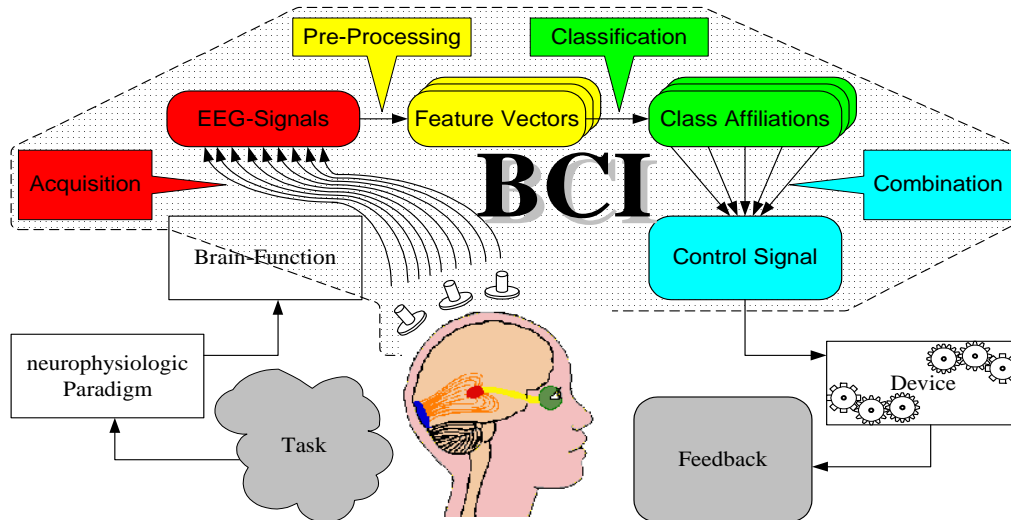 Pre-Processing
Classification
EEG-Signals
Feature Vectors
Class Affiliations
BCI
Acquisition
Combination
Brain-Function
Control Signal
neurophysiologic
Paradigm
Device
Task
Feedback